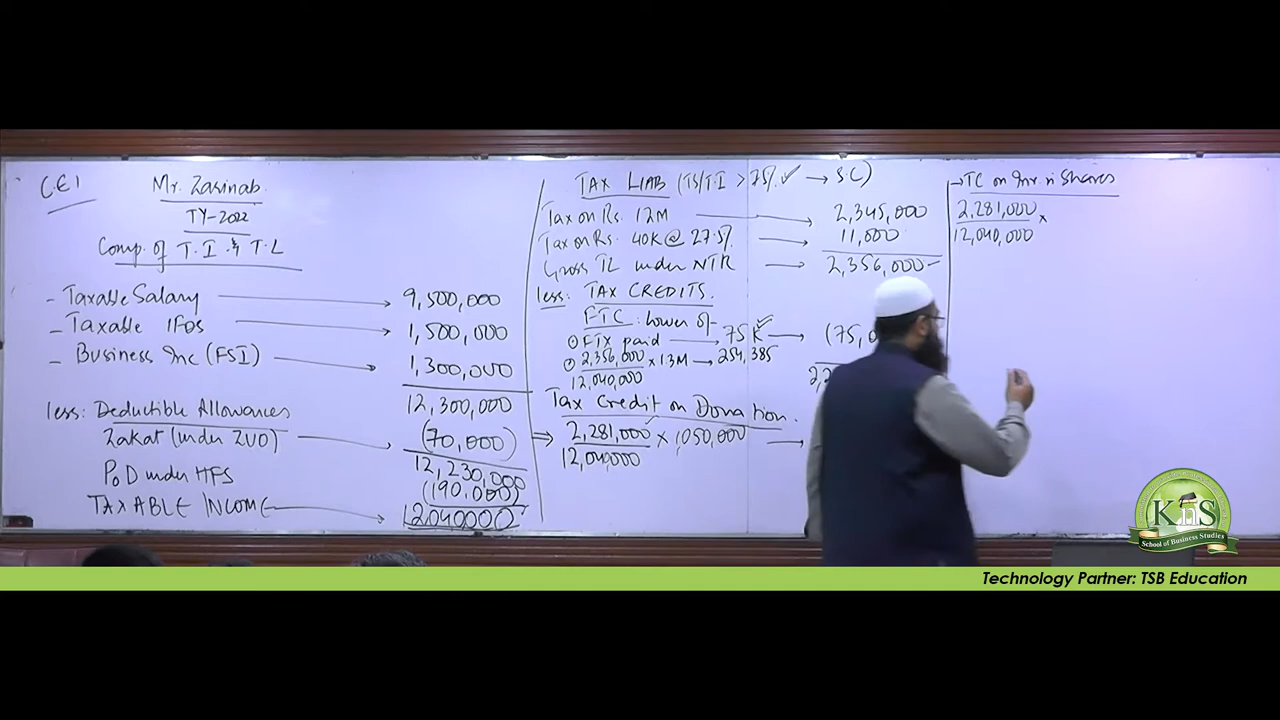 C.E 1
Mr. Zarinab
TY-2022
Comp. of T.I & T.L
- Taxable Salary → 9,500,000
- Taxable IFOS → 1,500,000
- Business Inc (FSI) → 1,300,000
12,300,000
less: Deductible Allowances
Zakat (under ZUO) → (70,000)
12,230,000
PoD under HFS (190,000)
TAXABLE INCOME → 12040000
TAX LIAB (TS/T.I > 75% ✓ → SC)
Tax on Rs. 12M → 2,345,000
Tax on Rs. 40K @ 27.5% → 11,000
Gross TL under NTR → 2,356,000
less: TAX CREDITS.
FTC: lower of
① FTX paid → 75K ✓ → (75,0
② 2,356,000 / 12,040,000 × 1.3M → 254,385
2,2
Tax Credit on Donation.
⇒ 2,281,000 / 12,040,000 × 1,050,000 →
→ TC on Inv in Shares
2,281,000 / 12,040,000 ×
KnS
School of Business Studies
Technology Partner: TSB Education